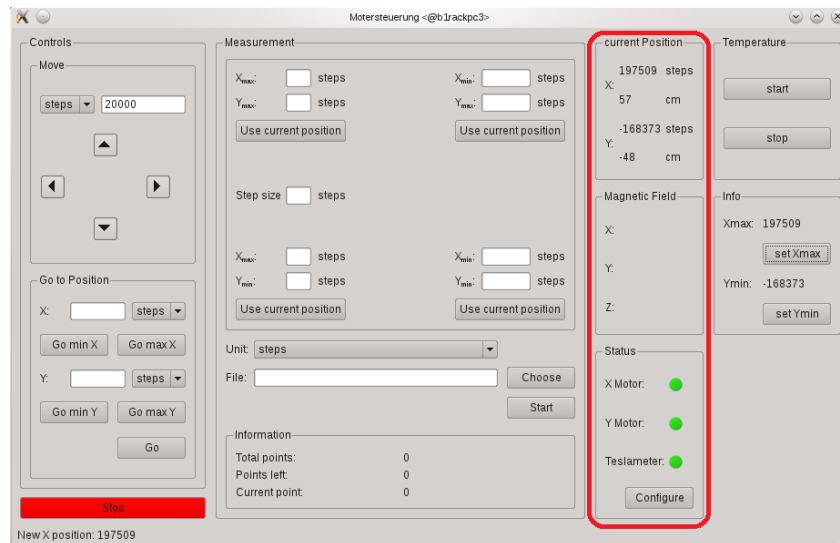 Motersteuerung <@b1rackpc3>
Controls
Move
steps 20000
Go to Position
X: steps
Go min X Go max X
Y: steps
Go min Y Go max Y
Go
Stop
New X position: 197509
Measurement
Xmax: steps Xmin: steps
Ymax: steps Ymax: steps
Use current position Use current position
Step size steps
Xmax: steps Xmin: steps
Ymin: steps Ymin: steps
Use current position Use current position
Unit: steps
File: Choose
Start
Information
Total points: 0
Points left: 0
Current point: 0
current Position
197509 steps
X:
57 cm
-168373 steps
Y:
-48 cm
Magnetic Field
X:
Y:
Z:
Status
X Motor:
Y Motor:
Teslameter:
Configure
Temperature
start
stop
Info
Xmax: 197509
set Xmax
Ymin: -168373
set Ymin